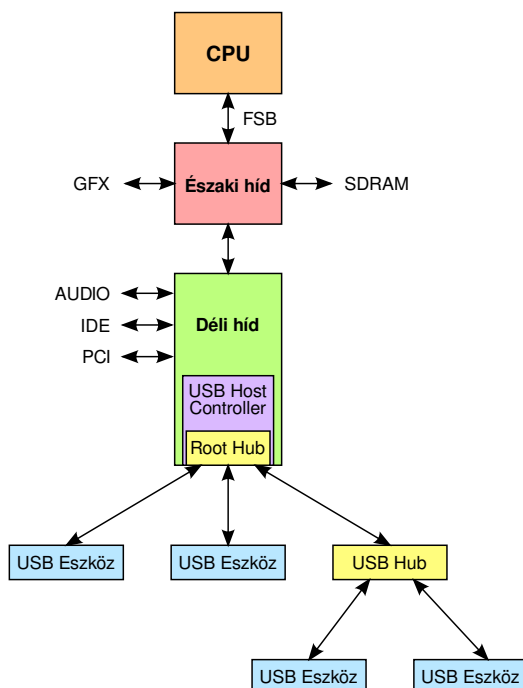 CPU
FSB
GFX
Északi híd
SDRAM
AUDIO
IDE
PCI
Déli híd
USB Host
Controller
Root Hub
USB Eszköz
USB Eszköz
USB Hub
USB Eszköz
USB Eszköz